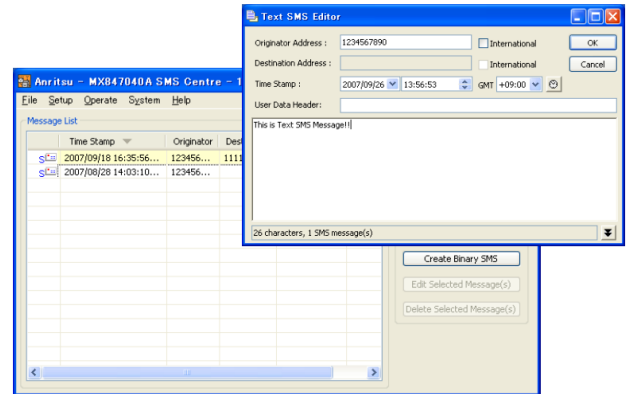 Text SMS Editor
Originator Address : 1234567890 International OK
Destination Address : International Cancel
Time Stamp : 2007/09/26 13:56:53 GMT +09:00
User Data Header:
This is Text SMS Message!!
26 characters, 1 SMS message(s)
Anritsu - MX847040A SMS Centre - 1
File Setup Operate System Help
Message List
Time Stamp Originator Dest
2007/09/18 16:35:56... 123456... 1111
2007/08/28 14:03:10... 123456...
Create Binary SMS
Edit Selected Message(s)
Delete Selected Message(s)